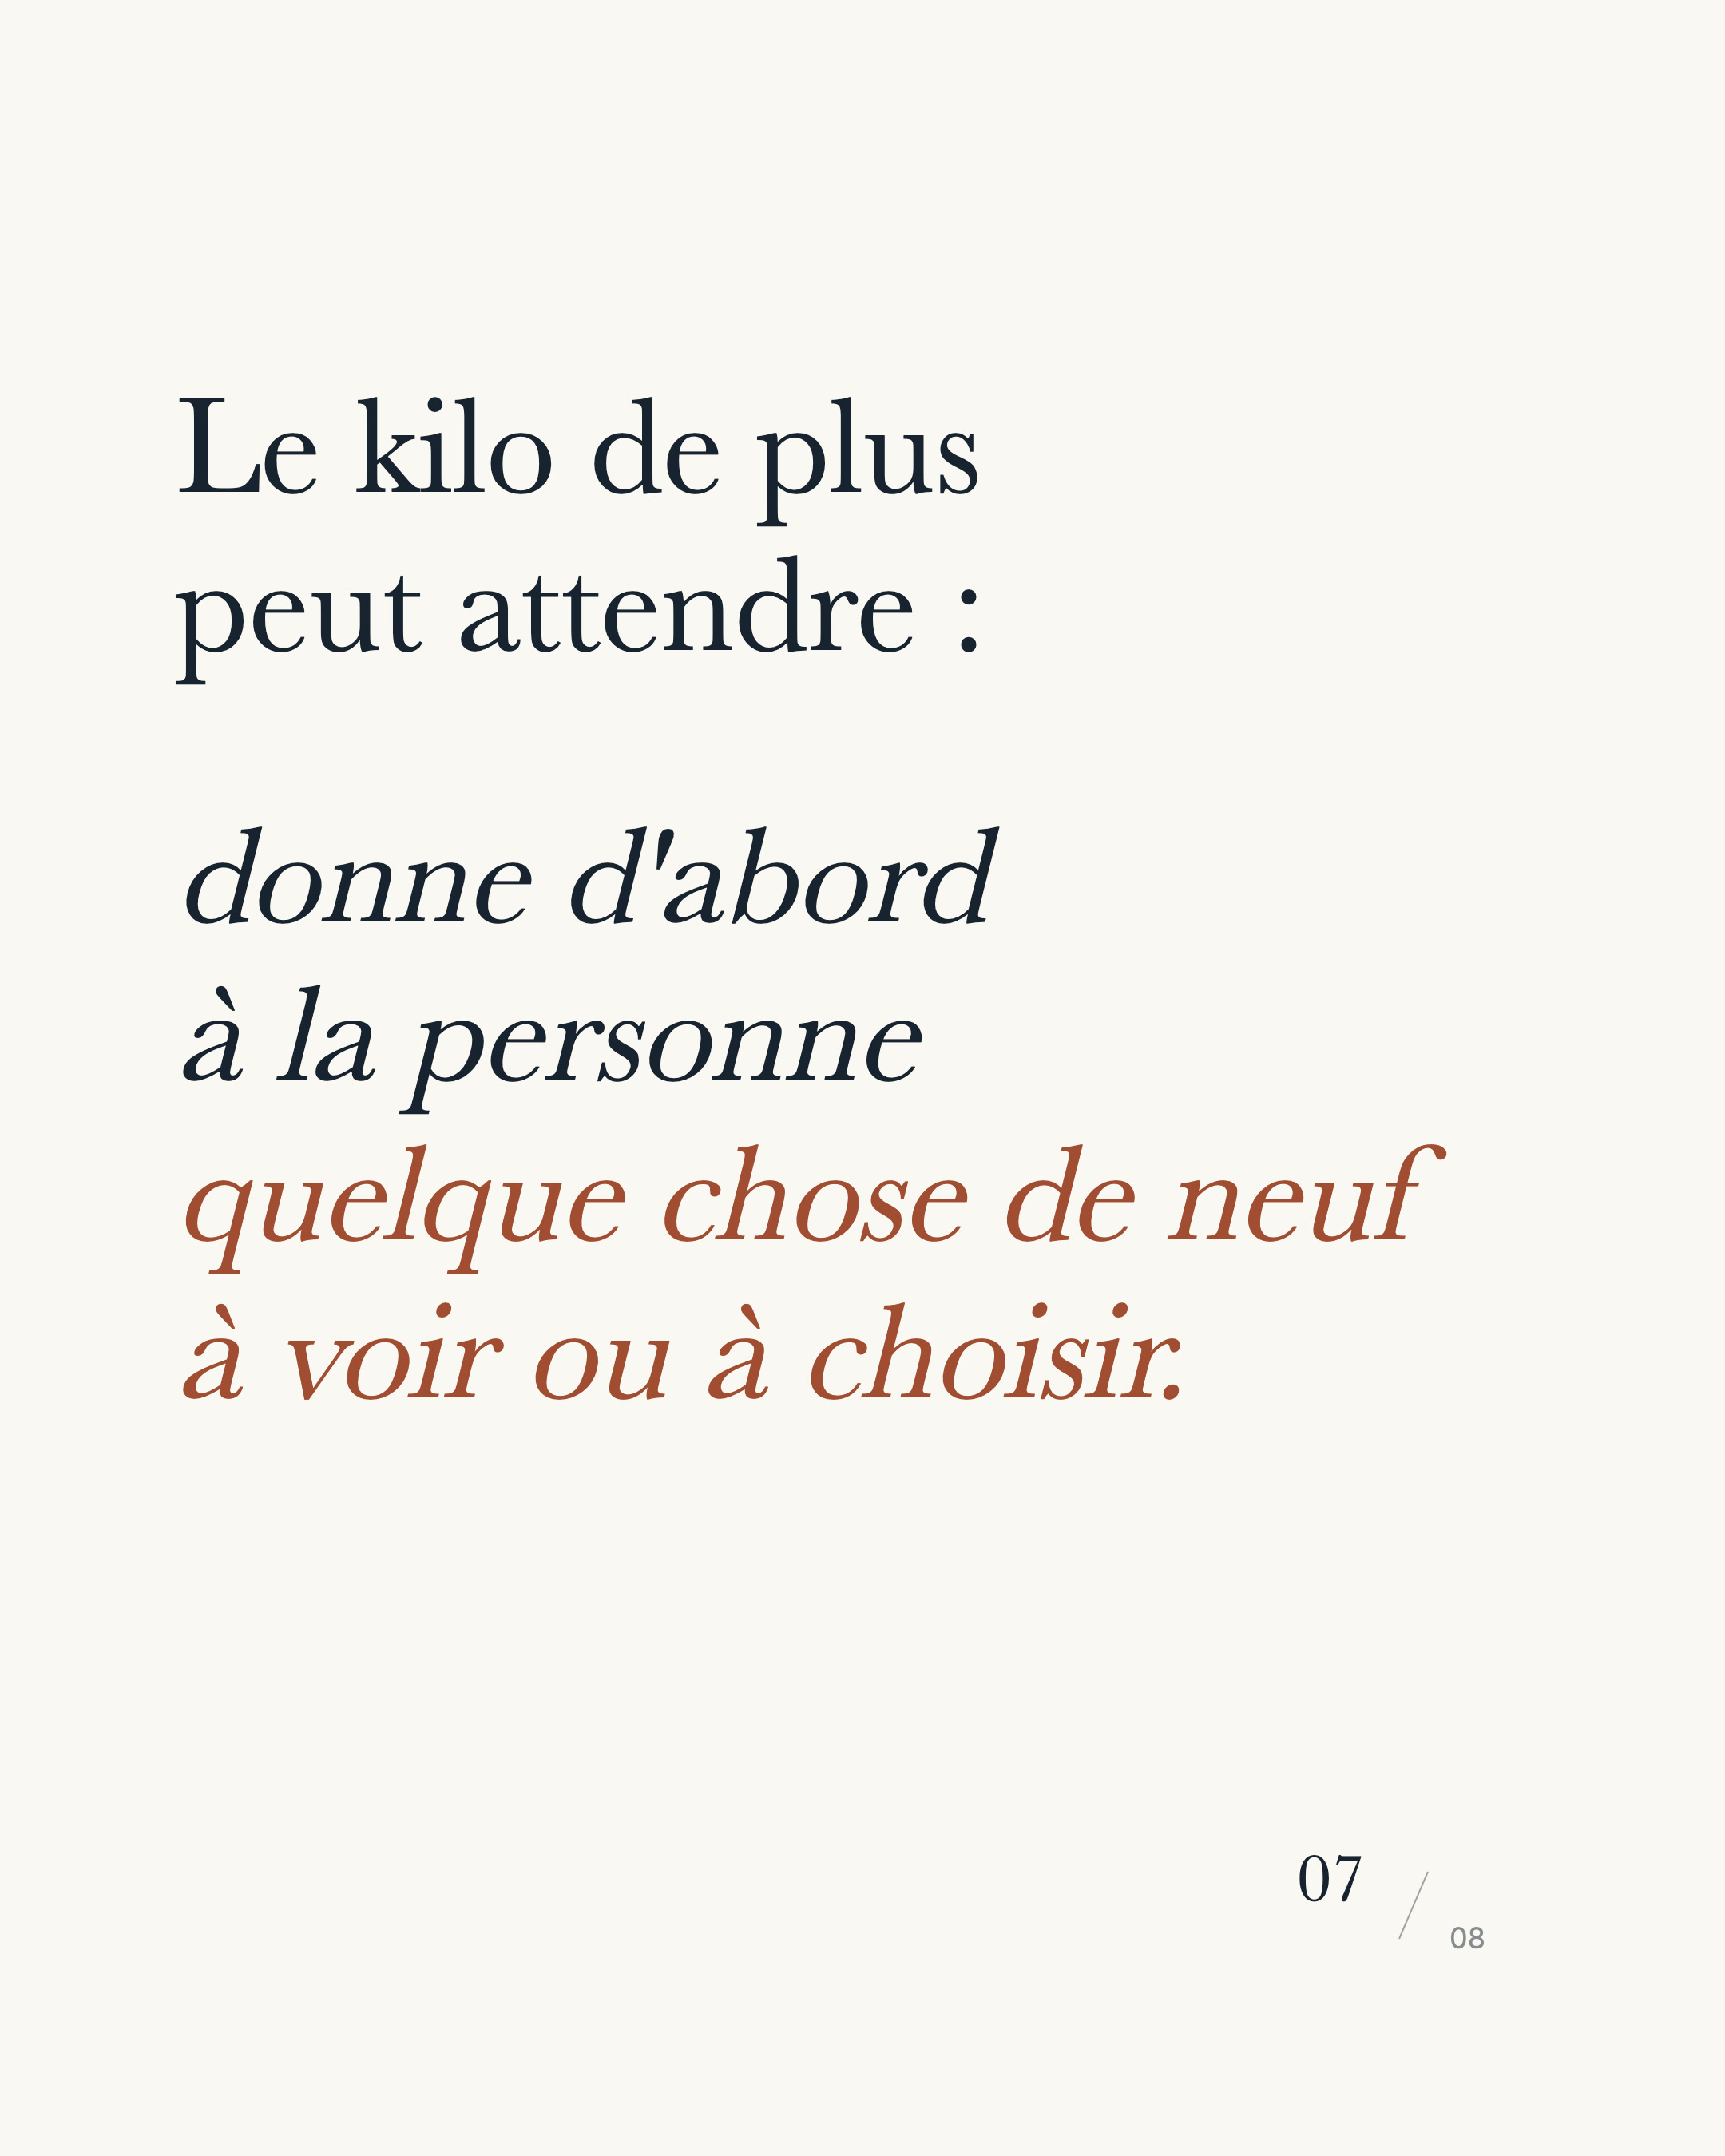 Le kilo de plus
peut attendre :
donne d'abord
à la personne
quelque chose de neuf
à voir ou à choisir.
07 / 08